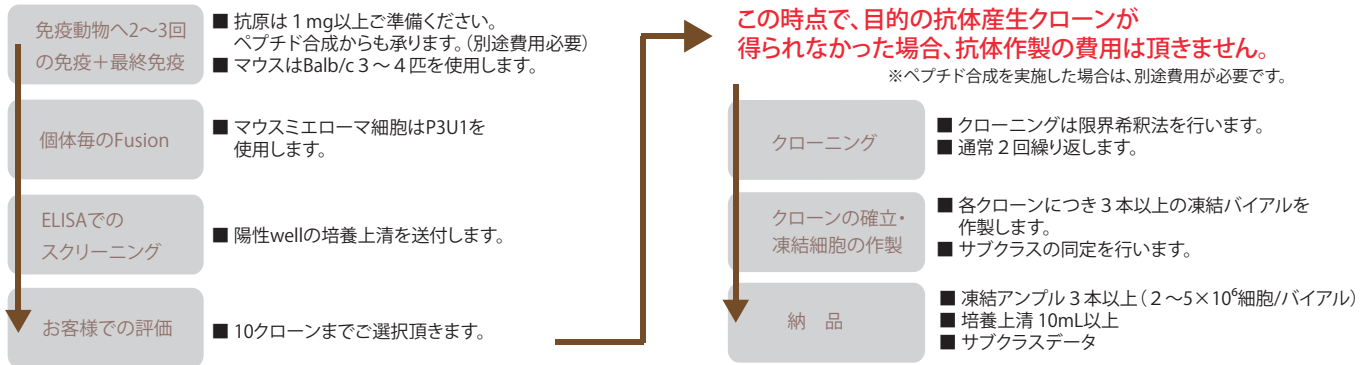 免疫動物へ2〜3回
の免疫＋最終免疫
■ 抗原は１mg以上ご準備ください。
ペプチド合成からも承ります。（別途費用必要）
■ マウスはBalb/c３〜４匹を使用します。
個体毎のFusion
■ マウスミエローマ細胞はP3U1を
使用します。
ELISAでの
スクリーニング
■ 陽性wellの培養上清を送付します。
お客様での評価
■ 10クローンまでご選択頂きます。
この時点で、目的の抗体産生クローンが
得られなかった場合、抗体作製の費用は頂きません。
※ペプチド合成を実施した場合は、別途費用が必要です。
クローニング
■ クローニングは限界希釈法を行います。
■ 通常２回繰り返します。
クローンの確立・
凍結細胞の作製
■ 各クローンにつき３本以上の凍結バイアルを
作製します。
■ サブクラスの同定を行います。
納　品
■ 凍結アンプル３本以上（２〜5×10⁶細胞/バイアル）
■ 培養上清 10mL以上
■ サブクラスデータ